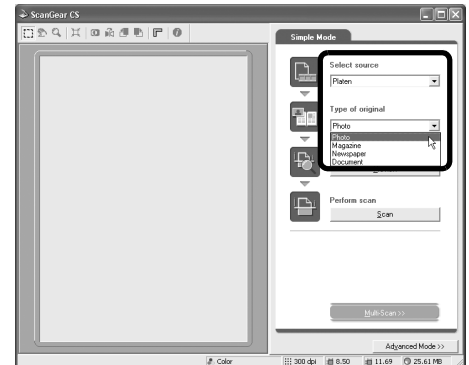 ScanGear CS
Simple Mode
Select source
Platen
Type of original
Photo
Photo
Magazine
Newspaper
Document
Perform scan
Scan
Multi-Scan >>
Advanced Mode >>
Color 300 dpi 8.50 11.69 25.61 MB